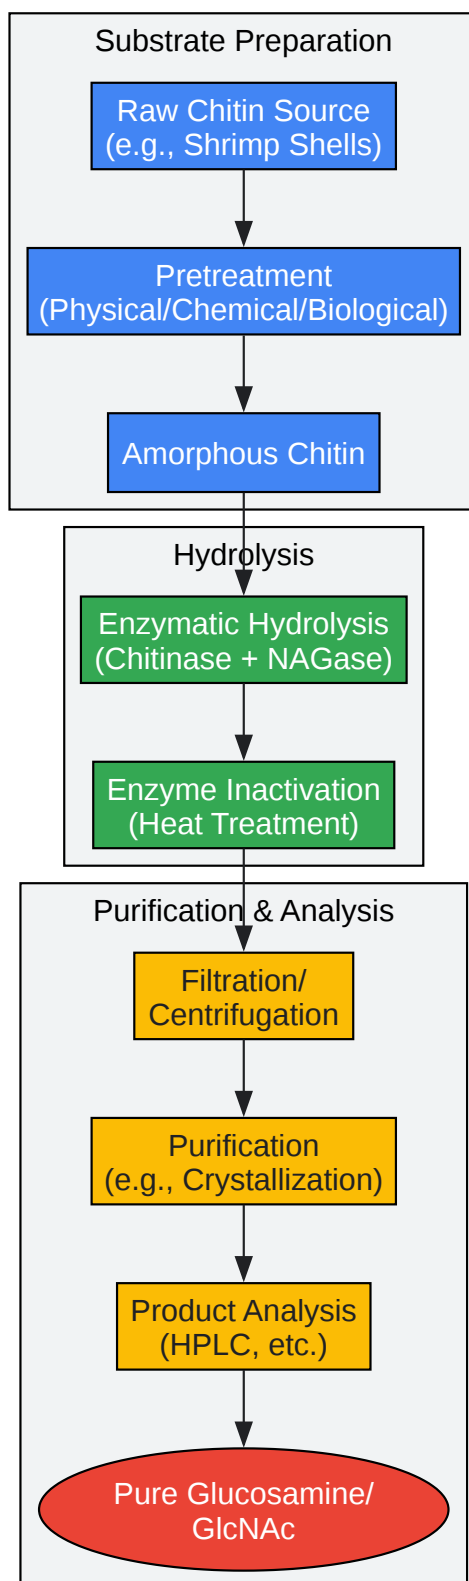 Substrate Preparation
Raw Chitin Source
(e.g., Shrimp Shells)
Pretreatment
(Physical/Chemical/Biological)
Amorphous Chitin
Hydrolysis
Enzymatic Hydrolysis
(Chitinase + NAGase)
Enzyme Inactivation
(Heat Treatment)
Purification & Analysis
Filtration/
Centrifugation
Purification
(e.g., Crystallization)
Product Analysis
(HPLC, etc.)
Pure Glucosamine/
GlcNAc